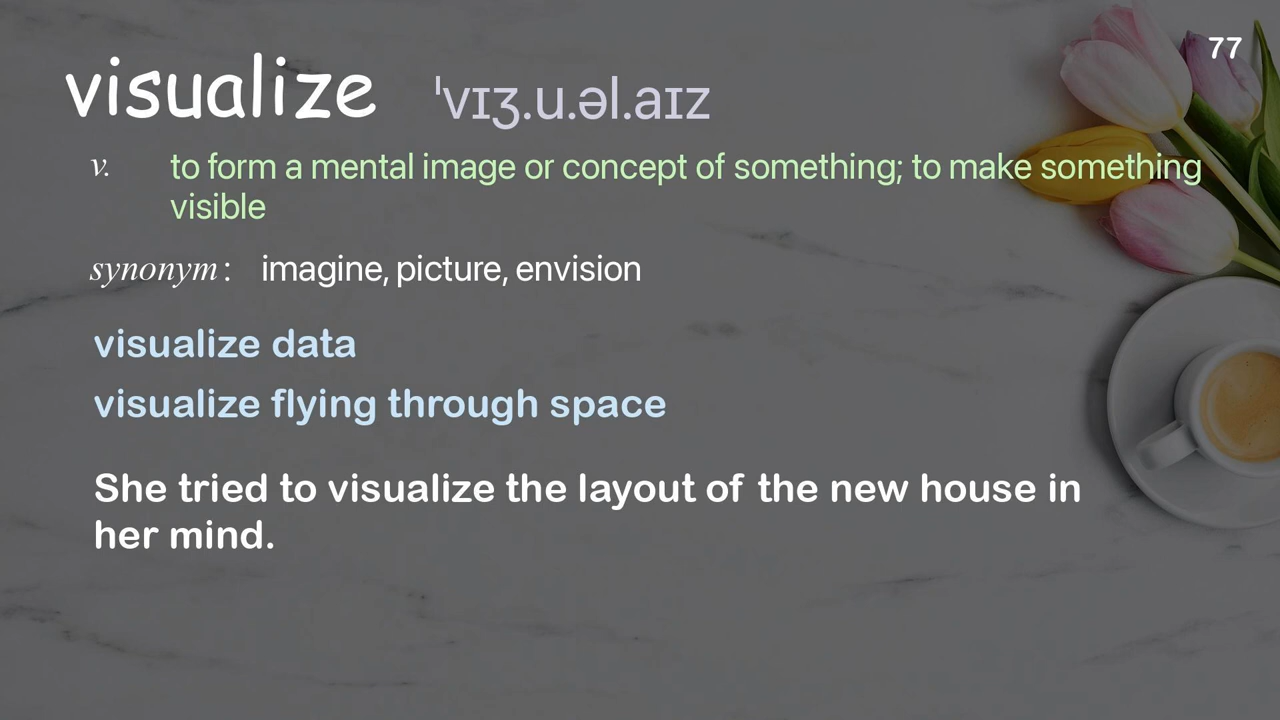 77
visualize ˈvɪʒ.u.əl.aɪz
v. to form a mental image or concept of something; to make something
visible
synonym: imagine, picture, envision
visualize data
visualize flying through space
She tried to visualize the layout of the new house in
her mind.